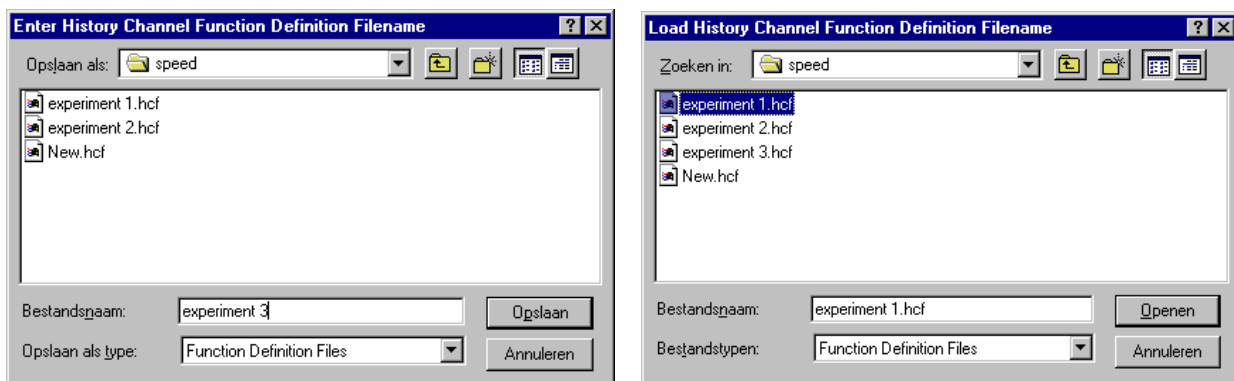 Enter History Channel Function Definition Filename
Opslaan als: speed
experiment 1.hcf
experiment 2.hcf
New.hcf
Bestandsnaam: experiment 3 Opslaan
Opslaan als type: Function Definition Files Annuleren
Load History Channel Function Definition Filename
Zoeken in: speed
experiment 1.hcf
experiment 2.hcf
experiment 3.hcf
New.hcf
Bestandsnaam: experiment 1.hcf Openen
Bestandstypen: Function Definition Files Annuleren